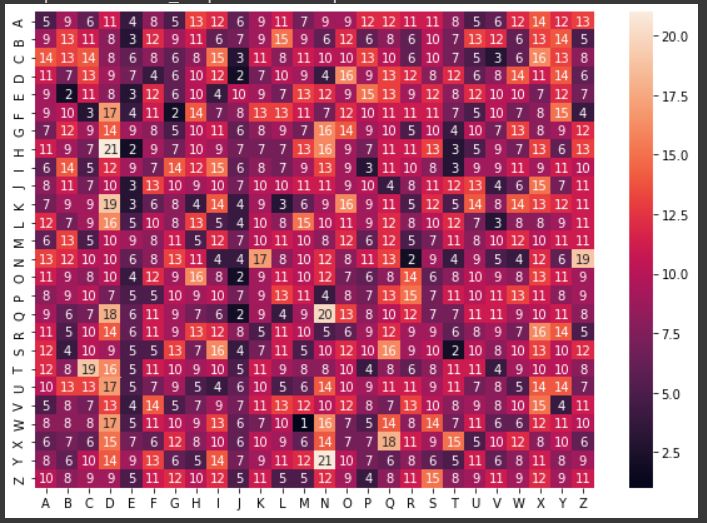 A 5 9 6 11 4 8 5 13 12 6 9 11 7 9 9 12 12 11 11 8 5 6 12 14 12 13
B 9 13 11 8 3 12 9 11 6 7 9 15 9 6 12 6 8 6 10 7 13 12 6 13 14 5
C 14 13 14 8 6 8 6 8 15 3 11 8 11 10 10 13 10 6 10 7 5 3 6 16 13 8
D 11 7 13 9 7 4 6 10 12 2 7 10 9 4 16 9 13 12 8 12 6 8 14 11 14 6
E 9 2 11 8 3 12 6 10 4 10 9 7 13 12 9 15 13 9 12 8 12 10 10 7 12 7
F 9 10 3 17 4 11 2 14 7 8 13 13 11 7 12 10 11 11 11 7 5 10 7 8 15 4
G 7 12 9 14 9 8 5 10 11 6 8 9 7 16 14 9 10 5 10 4 10 7 13 8 9 12
H 11 9 7 21 2 9 7 10 9 7 7 7 13 16 9 7 12 11 13 3 5 9 7 6 15 13
I 6 14 5 12 9 7 14 12 15 6 8 7 9 13 9 3 11 10 11 3 9 9 11 9 10 11
J 8 11 7 10 3 13 10 9 10 7 10 10 11 11 9 10 4 8 11 12 13 4 6 15 7 11
K 7 9 9 19 3 6 8 4 14 4 9 3 6 9 16 9 11 5 12 5 14 8 14 13 12 11
L 12 7 9 16 5 10 8 13 5 4 10 8 15 10 11 9 12 8 10 12 7 3 8 8 9 11
M 6 13 5 10 9 8 11 5 12 7 10 11 10 8 12 6 12 5 7 11 8 10 12 10 11 11
N 13 12 10 10 6 8 13 11 4 4 17 8 10 12 8 11 13 2 9 4 9 5 4 12 6 19
O 11 9 8 10 4 12 9 16 8 2 9 11 10 12 7 6 8 14 6 8 10 9 8 13 11 9
P 8 9 10 7 5 5 10 9 10 7 9 13 11 4 8 7 13 15 7 11 10 11 13 11 8 9
Q 9 6 7 18 6 11 9 7 6 2 9 4 9 20 13 8 10 12 7 7 11 11 9 10 11 8
R 11 5 10 14 6 11 9 13 12 8 5 11 10 5 6 9 12 9 9 6 8 9 7 16 14 5
S 12 4 10 9 5 5 13 7 16 4 7 11 5 10 12 10 16 9 10 2 10 8 10 13 10 12
T 12 8 19 16 5 11 10 9 10 5 9 11 7 8 10 4 8 6 8 11 11 4 9 10 10 8
U 10 13 13 17 5 7 9 5 4 6 10 5 6 14 10 9 11 11 9 11 7 8 5 14 14 7
V 5 8 7 13 4 14 5 7 9 7 11 13 12 10 12 8 7 13 10 8 9 8 10 15 4 11
W 8 8 8 17 5 11 10 9 13 6 7 10 1 16 7 5 14 8 14 7 11 6 6 12 11 10
X 6 7 6 15 7 6 12 8 10 6 10 9 6 14 7 7 18 11 9 15 5 10 12 8 10 6
Y 8 6 10 14 9 13 6 5 14 7 9 11 12 21 10 7 6 8 6 5 11 6 8 11 8 9
Z 10 8 9 9 5 12 9 11 12 5 11 5 5 12 9 4 8 11 15 8 8 9 11 9 12 11
A B C D E F G H I J K L M N O P Q R S T U V W X Y Z
20.0
17.5
15.0
12.5
10.0
7.5
5.0
2.5